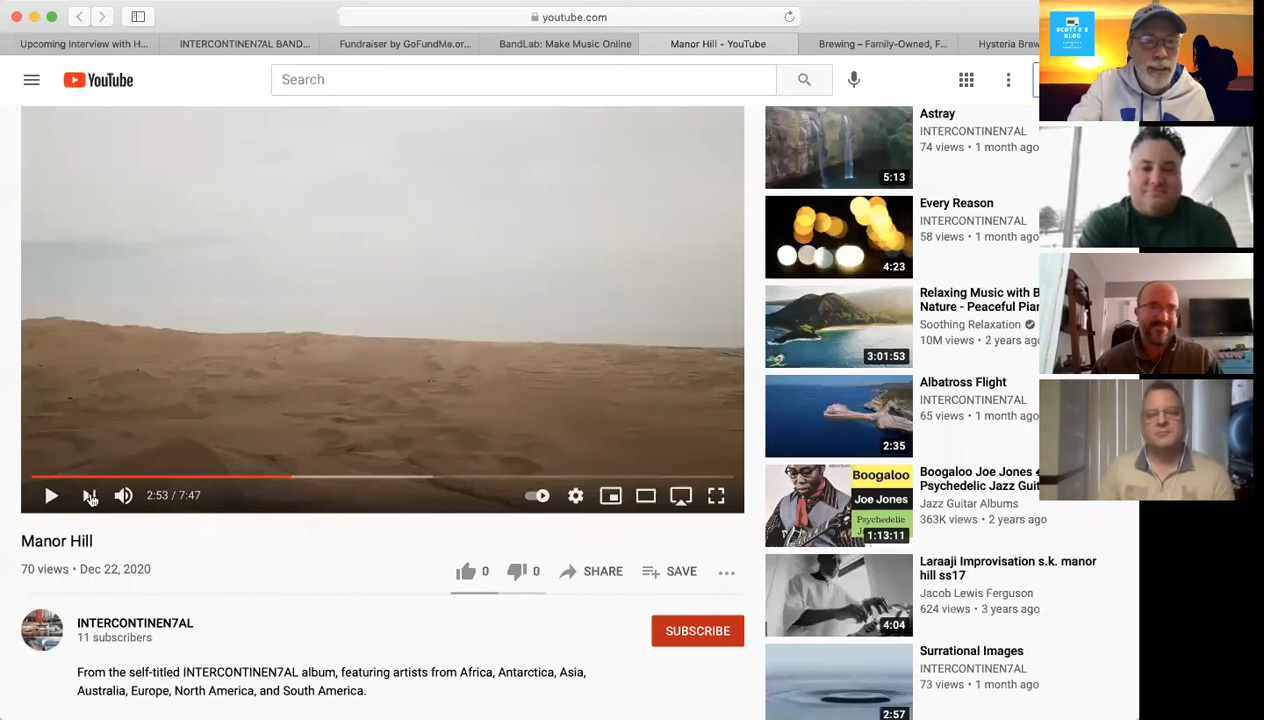 youtube.com
Upcoming Interview with H...
INTERCONTINEN7AL BAND...
Fundraiser by GoFundMe.or...
BandLab: Make Music Online
Manor Hill - YouTube
Brewing – Family-Owned, F...
Hysteria Brew
YouTube
Search
2:53 / 7:47
Manor Hill
70 views • Dec 22, 2020
0
0
SHARE
SAVE
INTERCONTINEN7AL
11 subscribers
SUBSCRIBE
From the self-titled INTERCONTINEN7AL album, featuring artists from Africa, Antarctica, Asia,
Australia, Europe, North America, and South America.
5:13
Astray
INTERCONTINEN7AL
74 views • 1 month ago
4:23
Every Reason
INTERCONTINEN7AL
58 views • 1 month ago
3:01:53
Relaxing Music with B
Nature - Peaceful Pian
Soothing Relaxation
10M views • 2 years ago
2:35
Albatross Flight
INTERCONTINEN7AL
65 views • 1 month ago
Boogaloo
Joe Jones
Psychedelic
1:13:11
Boogaloo Joe Jones
Psychedelic Jazz Guit
Jazz Guitar Albums
363K views • 2 years ago
4:04
Laraaji Improvisation s.k. manor
hill ss17
Jacob Lewis Ferguson
624 views • 3 years ago
2:57
Surrational Images
INTERCONTINEN7AL
73 views • 1 month ago
SCOTT E'S
BLOG